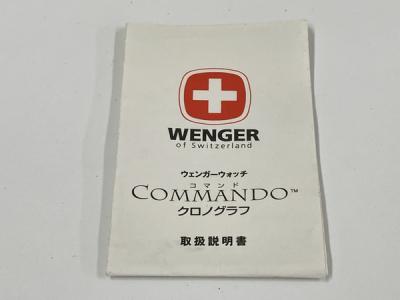 WENGER
of Switzerland
ウェンガーウォッチ
コマンド
COMMANDO™
クロノグラフ
取扱説明書